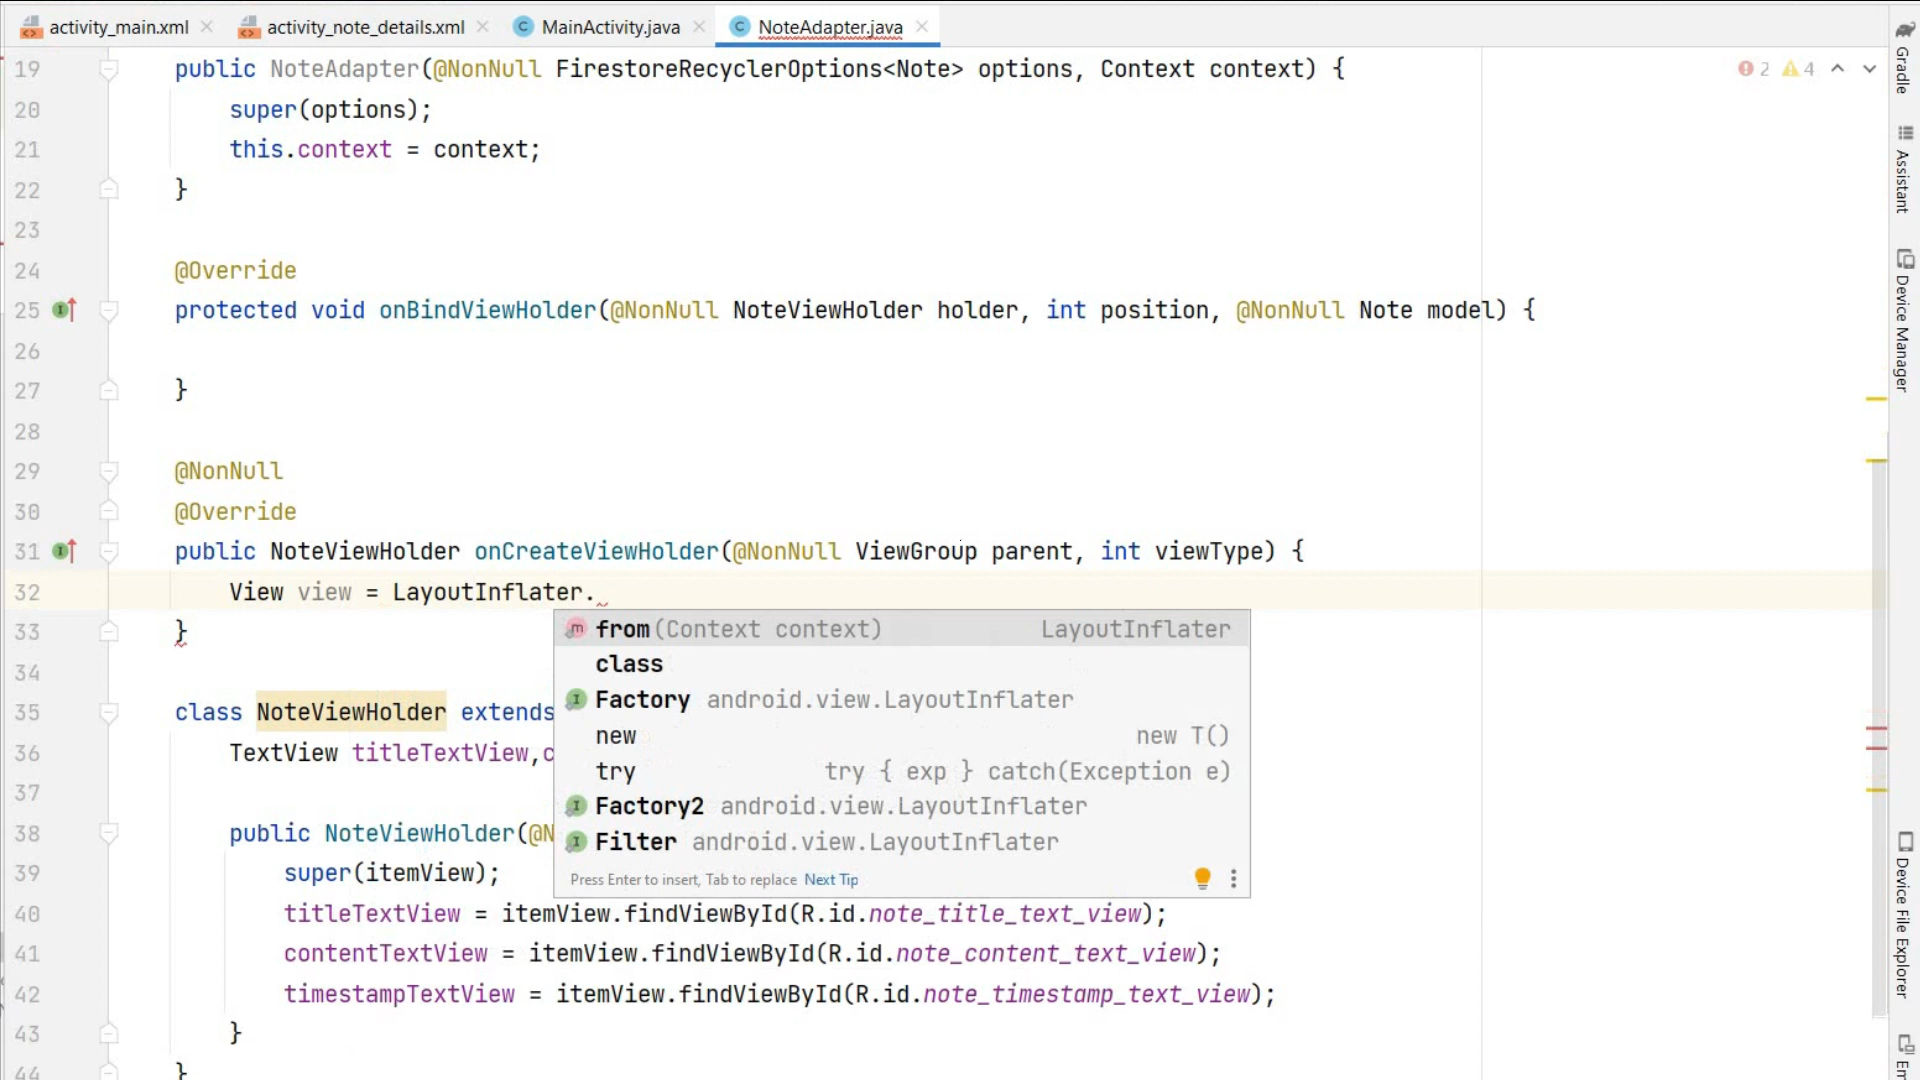 activity_main.xml activity_note_details.xml MainActivity.java NoteAdapter.java
19 public NoteAdapter(@NonNull FirestoreRecyclerOptions<Note> options, Context context) { 2 4
20 super(options);
21 this.context = context;
22 }
23
24 @Override
25 protected void onBindViewHolder(@NonNull NoteViewHolder holder, int position, @NonNull Note model) {
26
27 }
28
29 @NonNull
30 @Override
31 public NoteViewHolder onCreateViewHolder(@NonNull ViewGroup parent, int viewType) {
32 View view = LayoutInflater.
33 }
34
35 class NoteViewHolder extends
36 TextView titleTextView,c
37
38 public NoteViewHolder(@N
39 super(itemView);
40 titleTextView = itemView.findViewById(R.id.note_title_text_view);
41 contentTextView = itemView.findViewById(R.id.note_content_text_view);
42 timestampTextView = itemView.findViewById(R.id.note_timestamp_text_view);
43 }
44 }
from(Context context) LayoutInflater
class
Factory android.view.LayoutInflater
new new T()
try try { exp } catch(Exception e)
Factory2 android.view.LayoutInflater
Filter android.view.LayoutInflater
Press Enter to insert, Tab to replace Next Tip
Gradle
Assistant
Device Manager
Device File Explorer
Em